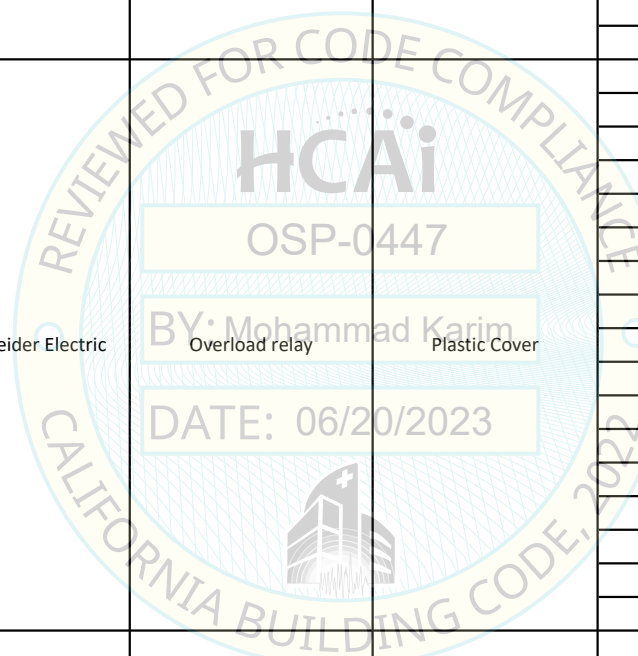 REVIEWED FOR CODE COMPLIANCE
HCAi
OSP-0447
BY: Mohammad Karim
eider Electric
Overload relay
Plastic Cover
DATE: 06/20/2023
CALIFORNIA BUILDING CODE, 2022